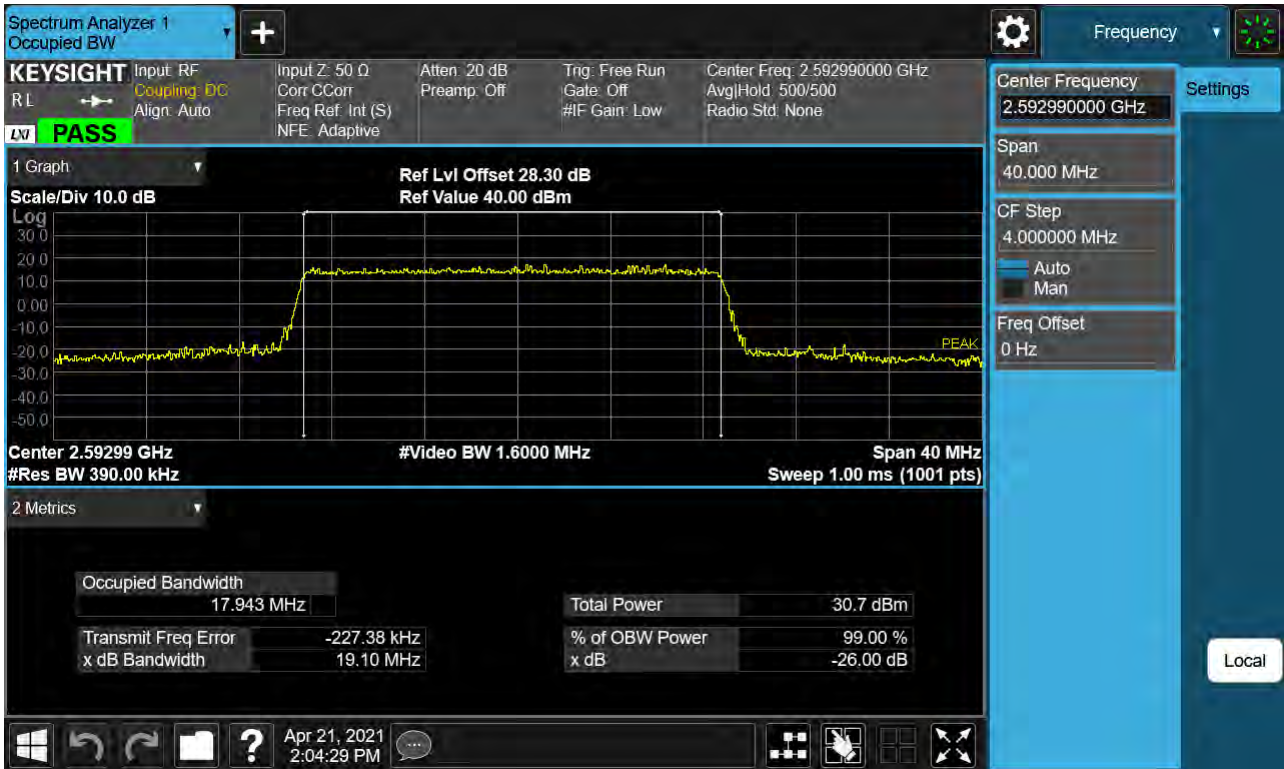 Spectrum Analyzer 1
Occupied BW
+
Frequency
KEYSIGHT
R L
LXI
PASS
Input: RF
Coupling: DC
Align: Auto
Input Z: 50 Ω
Corr CCorr
Freq Ref: Int (S)
NFE: Adaptive
Atten: 20 dB
Preamp: Off
Trig: Free Run
Gate: Off
#IF Gain: Low
Center Freq: 2.592990000 GHz
Avg|Hold: 500/500
Radio Std: None
Center Frequency
2.592990000 GHz
Settings
Span
40.000 MHz
CF Step
4.000000 MHz
Auto
Man
Freq Offset
0 Hz
Local
1 Graph
Scale/Div 10.0 dB
Ref Lvl Offset 28.30 dB
Ref Value 40.00 dBm
Log
30.0
20.0
10.0
0.00
-10.0
-20.0
-30.0
-40.0
-50.0
PEAK
Center 2.59299 GHz
#Video BW 1.6000 MHz
Span 40 MHz
#Res BW 390.00 kHz
Sweep 1.00 ms (1001 pts)
2 Metrics
Occupied Bandwidth
17.943 MHz
Total Power 30.7 dBm
Transmit Freq Error -227.38 kHz
% of OBW Power 99.00 %
x dB Bandwidth 19.10 MHz
x dB -26.00 dB
?
Apr 21, 2021
2:04:29 PM